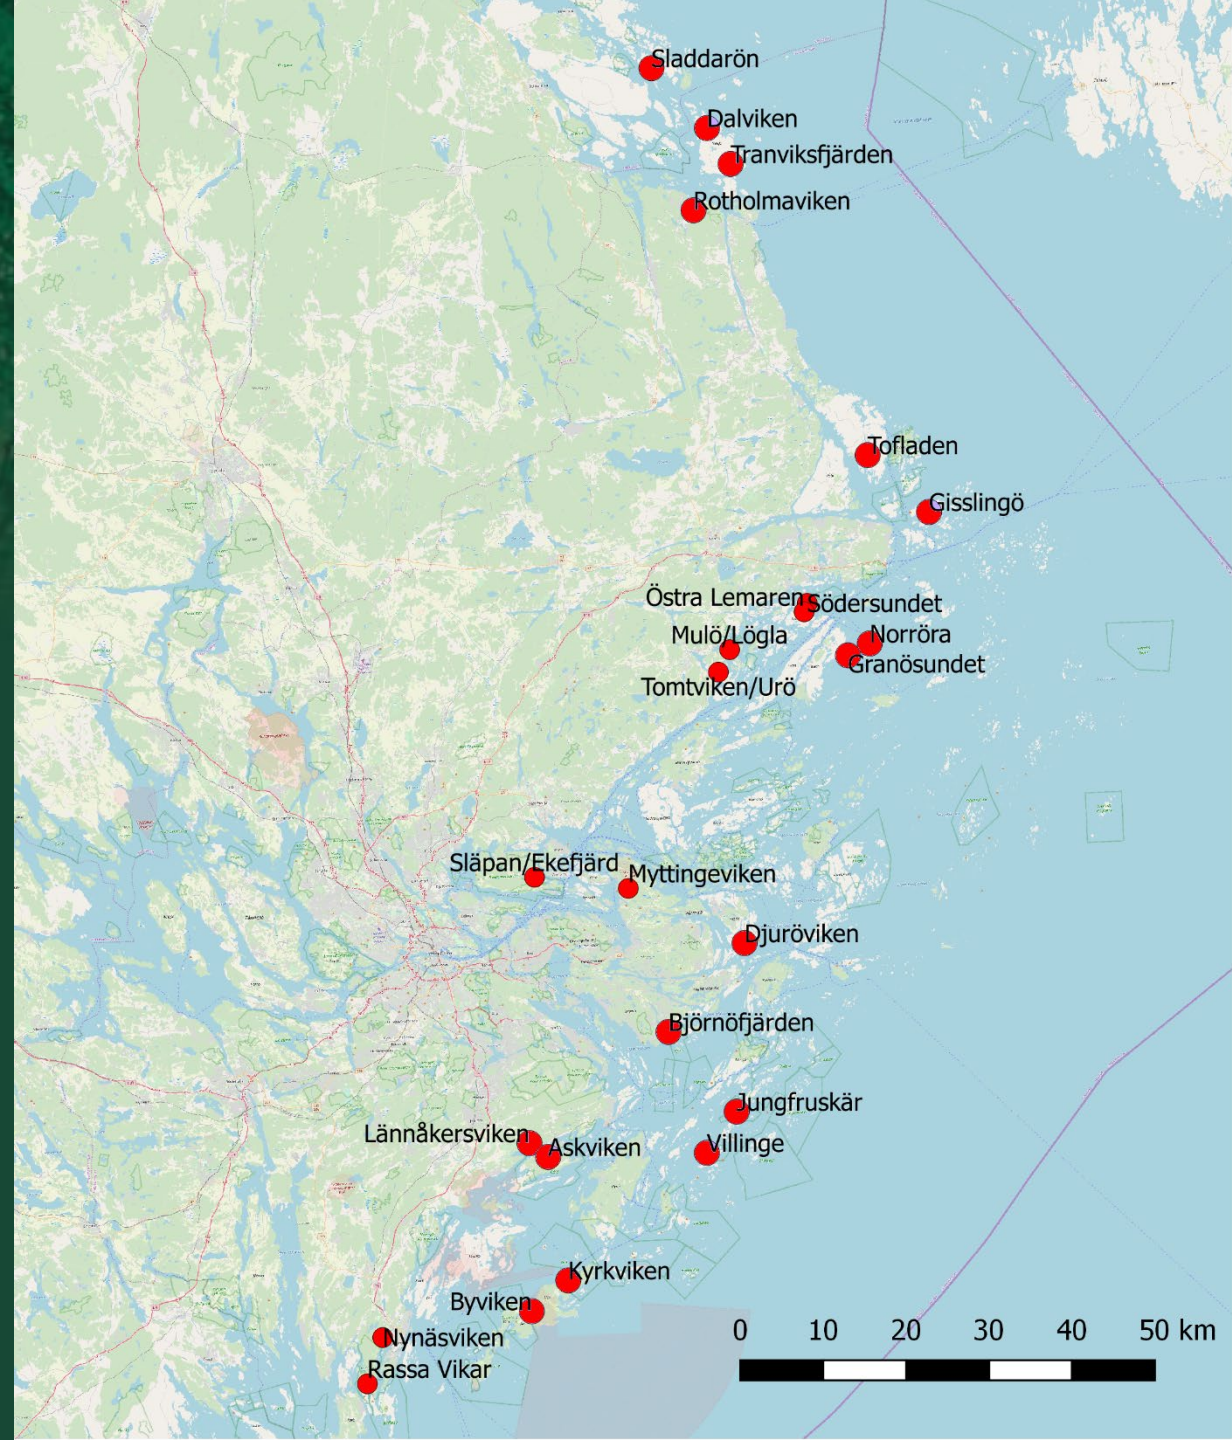 Sladdarön
Dalviken
Tranviksfjärden
Rotholmaviken
Tofladen
Gisslingö
Östra Lemaren
Södersundet
Mulö/Lögla
Norröra
Granösundet
Tomtviken/Urö
Släpan/Ekefjärd
Myttingeviken
Djuröviken
Björnöfjärden
Jungfruskär
Lännåkersviken
Askviken
Villinge
Kyrkviken
Byviken
Nynäsviken
Rassa Vikar
0 10 20 30 40 50 km